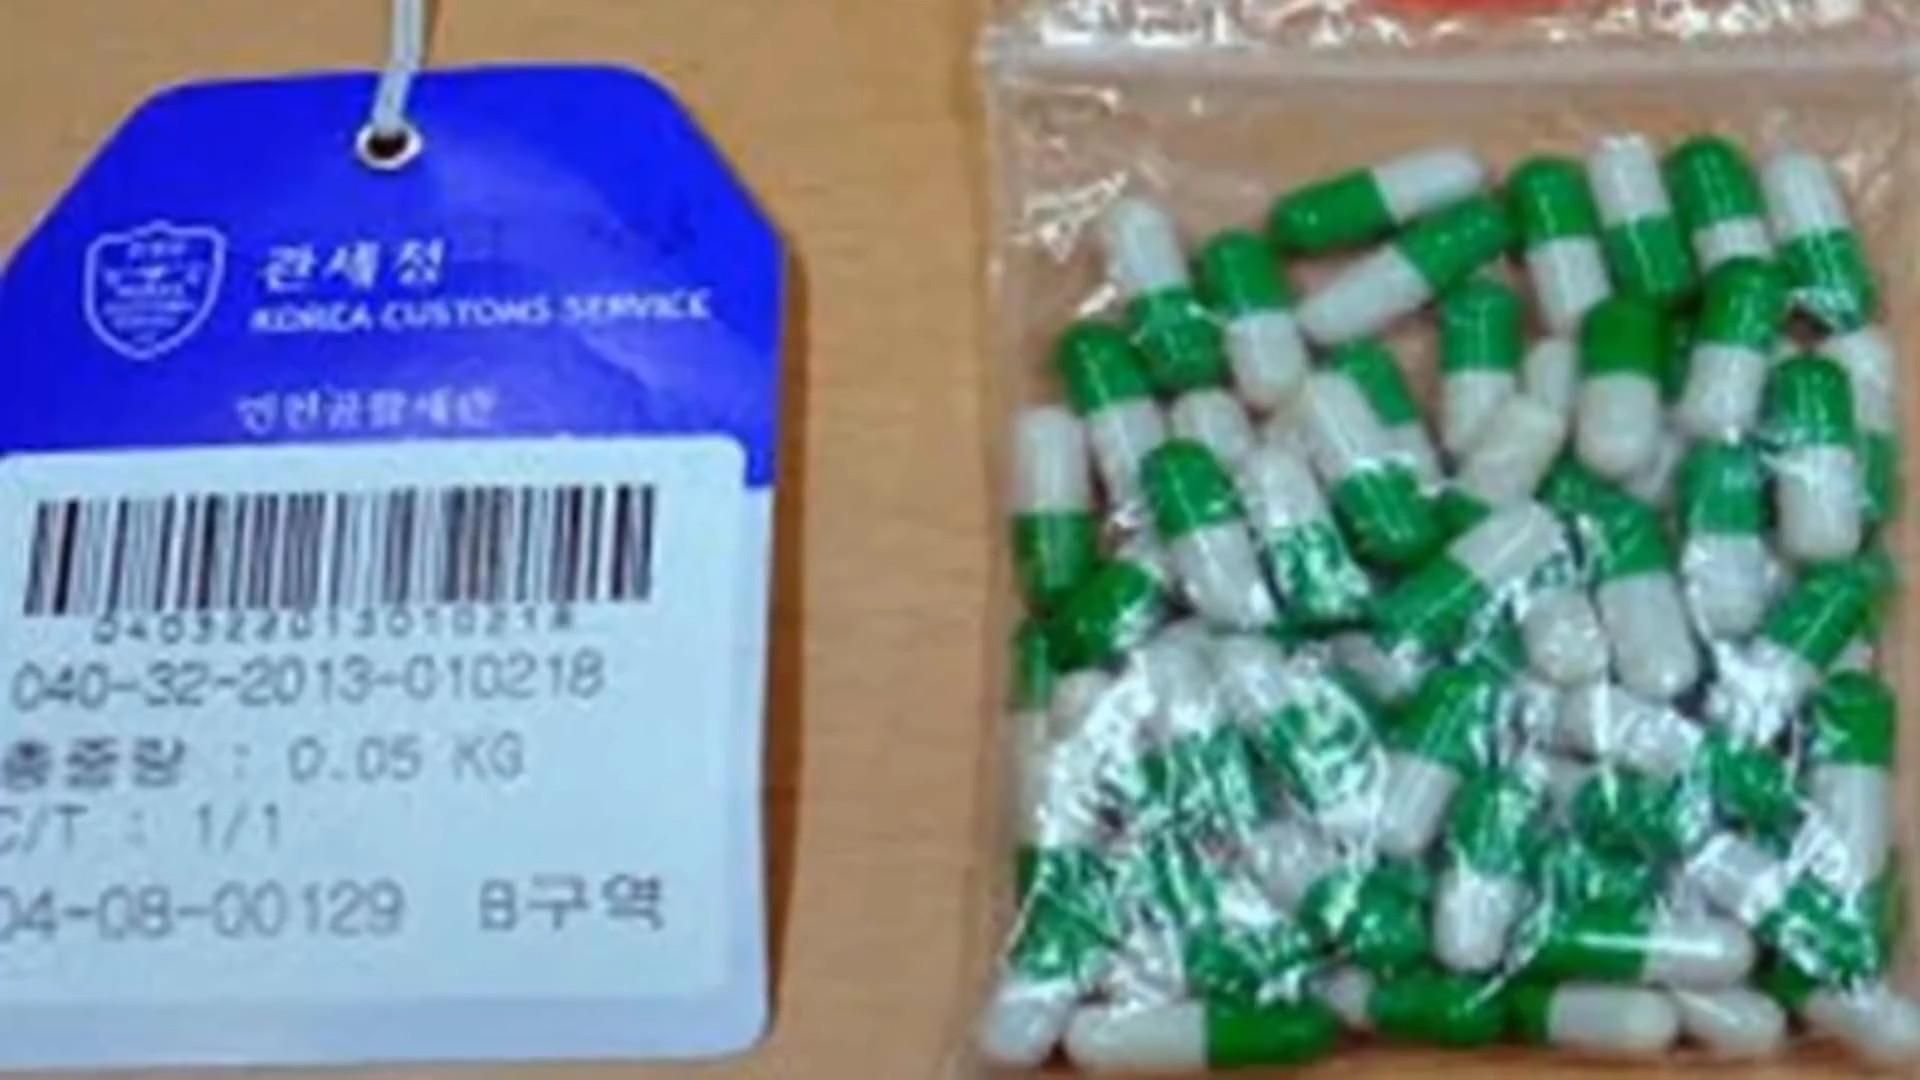 관세청
KOREA CUSTOMS SERVICE
040322013010218
040-32-2013-010218
총중량 : 0.05 KG
C/T : 1/1
04-08-00129 B구역